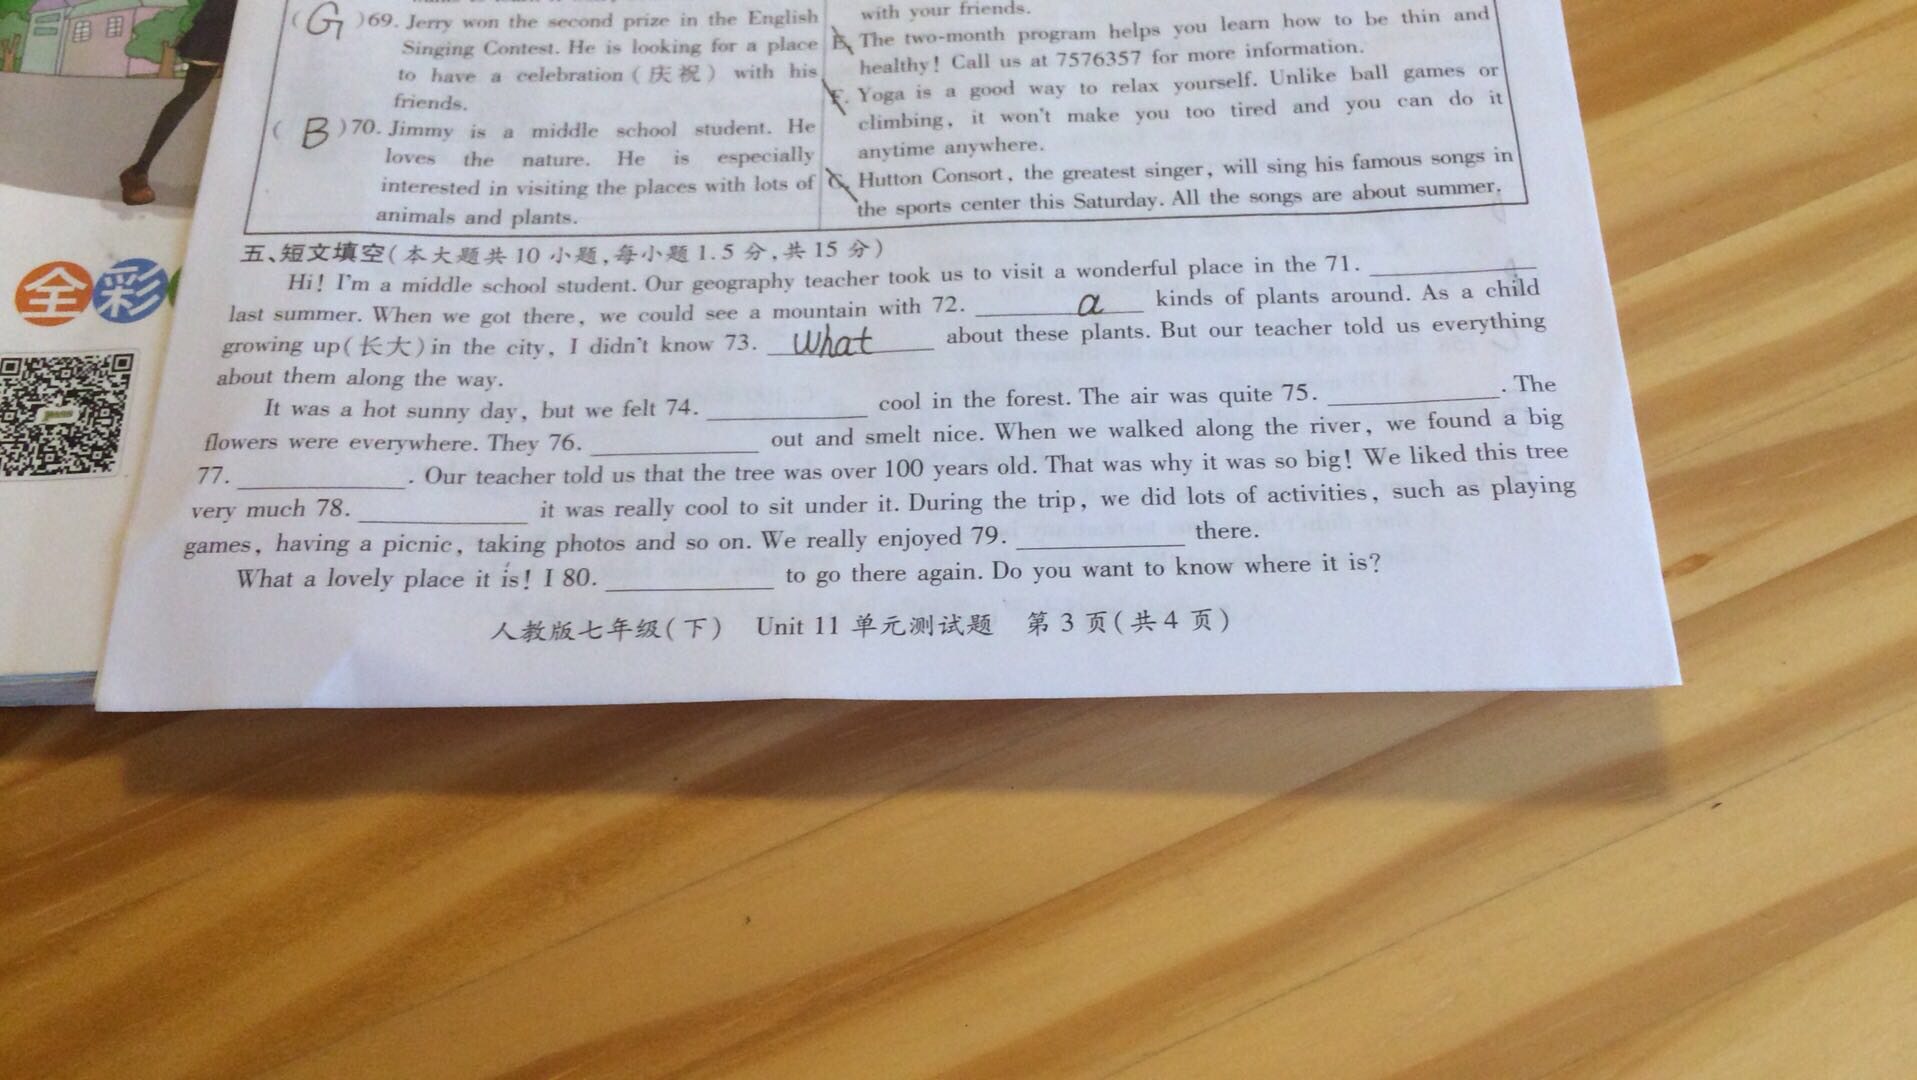 ( G )69. Jerry won the second prize in the English
Singing Contest. He is looking for a place
to have a celebration(庆祝) with his
friends.
( B )70. Jimmy is a middle school student. He
loves the nature. He is especially
interested in visiting the places with lots of
animals and plants.
with your friends.
E. The two-month program helps you learn how to be thin and
healthy! Call us at 7576357 for more information.
F. Yoga is a good way to relax yourself. Unlike ball games or
climbing, it won't make you too tired and you can do it
anytime anywhere.
G. Hutton Consort, the greatest singer, will sing his famous songs in
the sports center this Saturday. All the songs are about summer.
五、短文填空(本大题共10小题,每小题1.5分,共15分)
Hi! I'm a middle school student. Our geography teacher took us to visit a wonderful place in the 71. ________
last summer. When we got there, we could see a mountain with 72. a kinds of plants around. As a child
growing up(长大)in the city, I didn't know 73. What about these plants. But our teacher told us everything
about them along the way.
It was a hot sunny day, but we felt 74. ________ cool in the forest. The air was quite 75. ________. The
flowers were everywhere. They 76. ________ out and smelt nice. When we walked along the river, we found a big
77. ________. Our teacher told us that the tree was over 100 years old. That was why it was so big! We liked this tree
very much 78. ________ it was really cool to sit under it. During the trip, we did lots of activities, such as playing
games, having a picnic, taking photos and so on. We really enjoyed 79. ________ there.
What a lovely place it is! I 80. ________ to go there again. Do you want to know where it is?
人教版七年级(下) Unit 11 单元测试题 第3页(共4页)
全彩